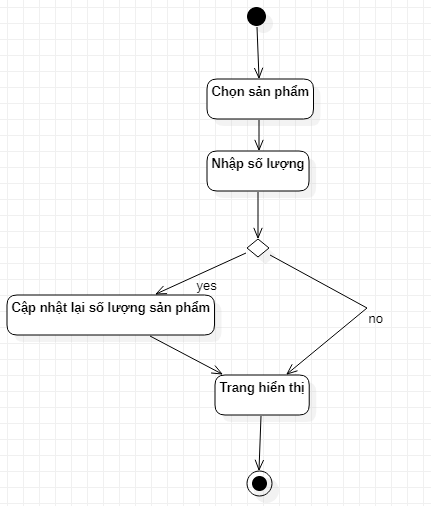 Chọn sản phẩm
Nhập số lượng
yes
Cập nhật lại số lượng sản phẩm
no
Trang hiển thị